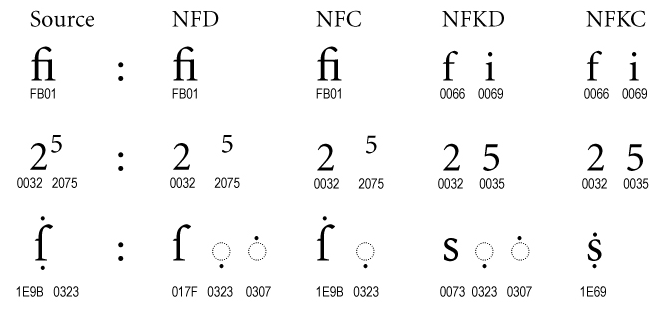 Source NFD NFC NFKD NFKC
ﬁ : ﬁ ﬁ f i f i
FB01 FB01 FB01 0066 0069 0066 0069
2⁵ : 2 ⁵ 2 ⁵ 2 5 2 5
0032 2075 0032 2075 0032 2075 0032 0035 0032 0035
ẛ̣ : ſ ◌̣ ◌̇ ẛ ◌̣ s ◌̣ ◌̇ ṩ
1E9B 0323 017F 0323 0307 1E9B 0323 0073 0323 0307 1E69